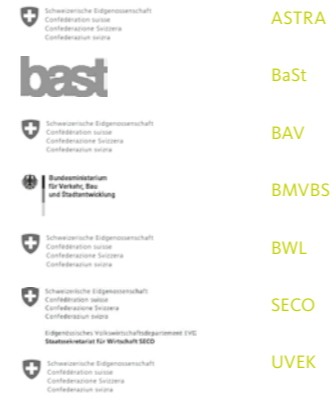 Schweizerische Eidgenossenschaft
Confédération suisse
Confederazione Svizzera
Confederaziun svizra
ASTRA
bast
BaSt
Schweizerische Eidgenossenschaft
Confédération suisse
Confederazione Svizzera
Confederaziun svizra
BAV
Bundesministerium
für Verkehr, Bau
und Stadtentwicklung
BMVBS
Schweizerische Eidgenossenschaft
Confédération suisse
Confederazione Svizzera
Confederaziun svizra
BWL
Schweizerische Eidgenossenschaft
Confédération suisse
Confederazione Svizzera
Confederaziun svizra
Eidgenössisches Volkswirtschaftsdepartement EVD
Staatssekretariat für Wirtschaft SECO
SECO
Schweizerische Eidgenossenschaft
Confédération suisse
Confederazione Svizzera
Confederaziun svizra
UVEK